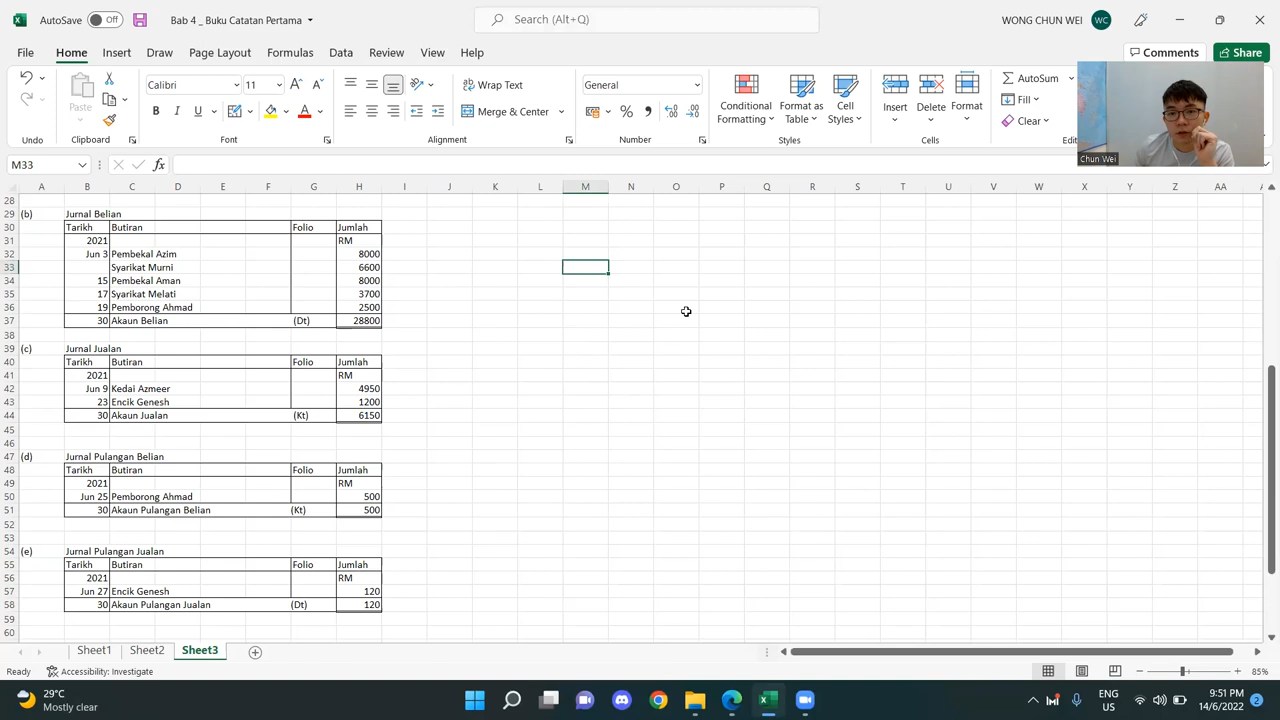 AutoSave Off Bab 4 _ Buku Catatan Pertama Search (Alt+Q) WONG CHUN WEI WC
File Home Insert Draw Page Layout Formulas Data Review View Help Comments Share
Calibri 11 A A Wrap Text General AutoSum
Paste B I U A Merge & Center % , Conditional Formatting Format as Table Cell Styles Insert Delete Format Fill Clear
Undo Clipboard Font Alignment Number Styles Cells
Chun Wei
M33 fx
A B C D E F G H I J K L M N O P Q R S T U V W X Y Z AA
28
29 (b) Jurnal Belian
30 Tarikh Butiran Folio Jumlah
31 2021 RM
32 Jun 3 Pembekal Azim 8000
33 Syarikat Murni 6600
34 15 Pembekal Aman 8000
35 17 Syarikat Melati 3700
36 19 Pemborong Ahmad 2500
37 30 Akaun Belian (Dt) 28800
38
39 (c) Jurnal Jualan
40 Tarikh Butiran Folio Jumlah
41 2021 RM
42 Jun 9 Kedai Azmeer 4950
43 23 Encik Genesh 1200
44 30 Akaun Jualan (Kt) 6150
45
46
47 (d) Jurnal Pulangan Belian
48 Tarikh Butiran Folio Jumlah
49 2021 RM
50 Jun 25 Pemborong Ahmad 500
51 30 Akaun Pulangan Belian (Kt) 500
52
53
54 (e) Jurnal Pulangan Jualan
55 Tarikh Butiran Folio Jumlah
56 2021 RM
57 Jun 27 Encik Genesh 120
58 30 Akaun Pulangan Jualan (Dt) 120
59
60
Sheet1 Sheet2 Sheet3
Ready Accessibility: Investigate 85%
29°C
Mostly clear
ENG
US
9:51 PM
14/6/2022
2